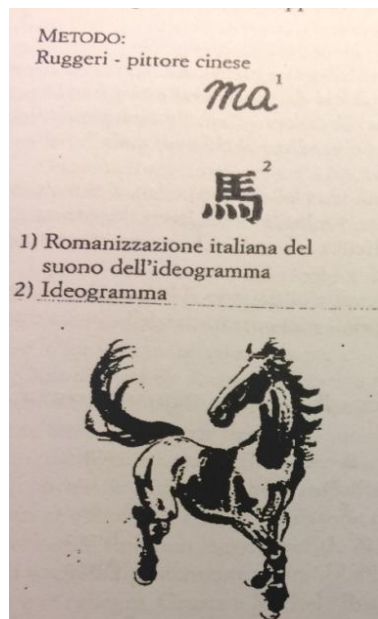 METODO:
Ruggeri - pittore cinese
ma¹
馬²
1) Romanizzazione italiana del
suono dell'ideogramma
2) Ideogramma